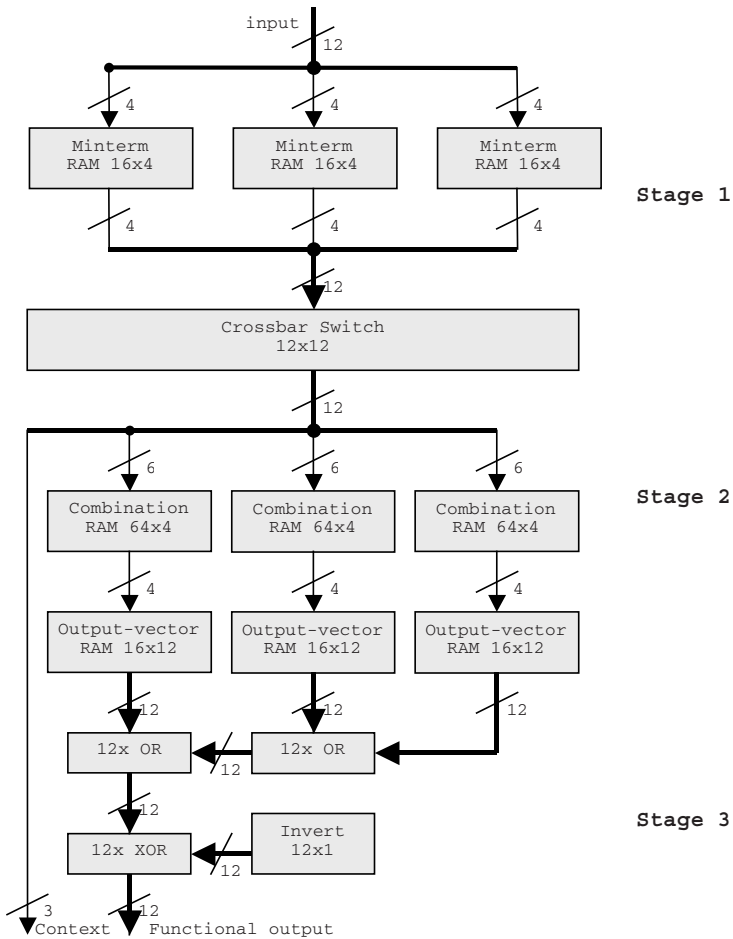 input
12
4
4
4
Minterm
RAM 16x4
Minterm
RAM 16x4
Minterm
RAM 16x4
Stage 1
4
4
4
12
Crossbar Switch
12x12
12
6
6
6
Combination
RAM 64x4
Combination
RAM 64x4
Combination
RAM 64x4
Stage 2
4
4
4
Output-vector
RAM 16x12
Output-vector
RAM 16x12
Output-vector
RAM 16x12
12
12
12
12x OR
12
12x OR
12
Stage 3
12x XOR
12
Invert
12x1
3
12
Context
Functional output